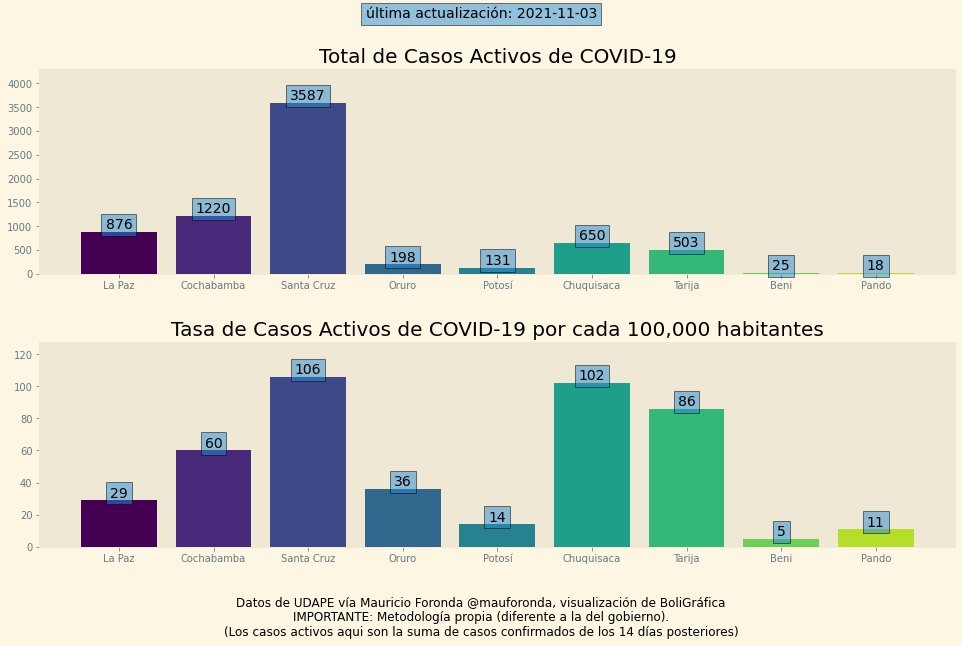 última actualización: 2021-11-03
Total de Casos Activos de COVID-19
4000
3500
3000
2500
2000
1500
1000
500
0
876
1220
3587
198
131
650
503
25
18
La Paz
Cochabamba
Santa Cruz
Oruro
Potosí
Chuquisaca
Tarija
Beni
Pando
Tasa de Casos Activos de COVID-19 por cada 100,000 habitantes
120
100
80
60
40
20
0
29
60
106
36
14
102
86
5
11
La Paz
Cochabamba
Santa Cruz
Oruro
Potosí
Chuquisaca
Tarija
Beni
Pando
Datos de UDAPE vía Mauricio Foronda @mauforonda, visualización de BoliGráfica
IMPORTANTE: Metodología propia (diferente a la del gobierno).
(Los casos activos aqui son la suma de casos confirmados de los 14 días posteriores)